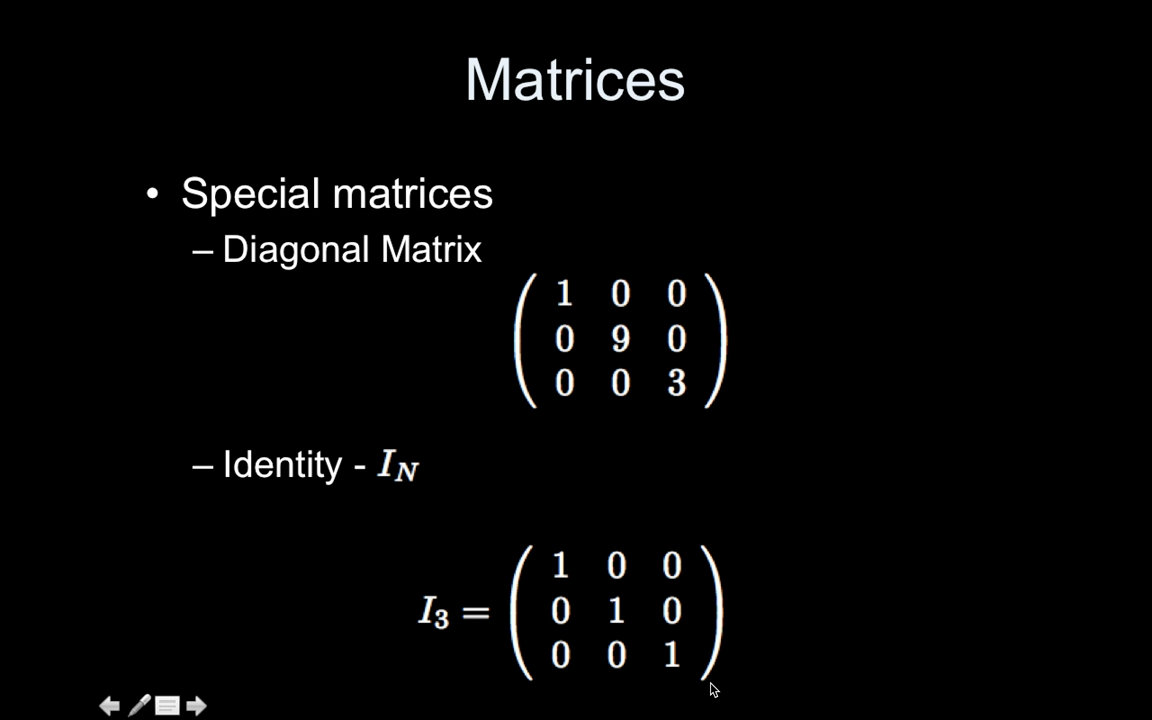 Matrices
• Special matrices
– Diagonal Matrix
1 0 0
0 9 0
0 0 3
– Identity - I_N
1 0 0
I_3 = 0 1 0
0 0 1